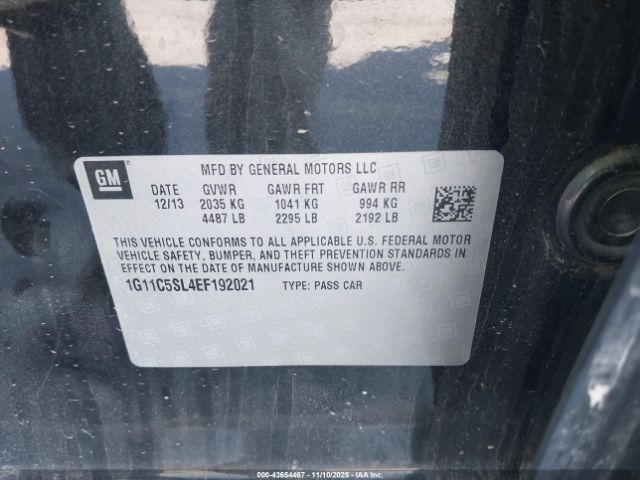 GM
MFD BY GENERAL MOTORS LLC
DATE GVWR GAWR FRT GAWR RR
12/13 2035 KG 1041 KG 994 KG
4487 LB 2295 LB 2192 LB
THIS VEHICLE CONFORMS TO ALL APPLICABLE U.S. FEDERAL MOTOR
VEHICLE SAFETY, BUMPER, AND THEFT PREVENTION STANDARDS IN
EFFECT ON THE DATE OF MANUFACTURE SHOWN ABOVE.
1G11C5SL4EF192021 TYPE: PASS CAR
000-43654467 - 11/10/2025 - IAAI.COM